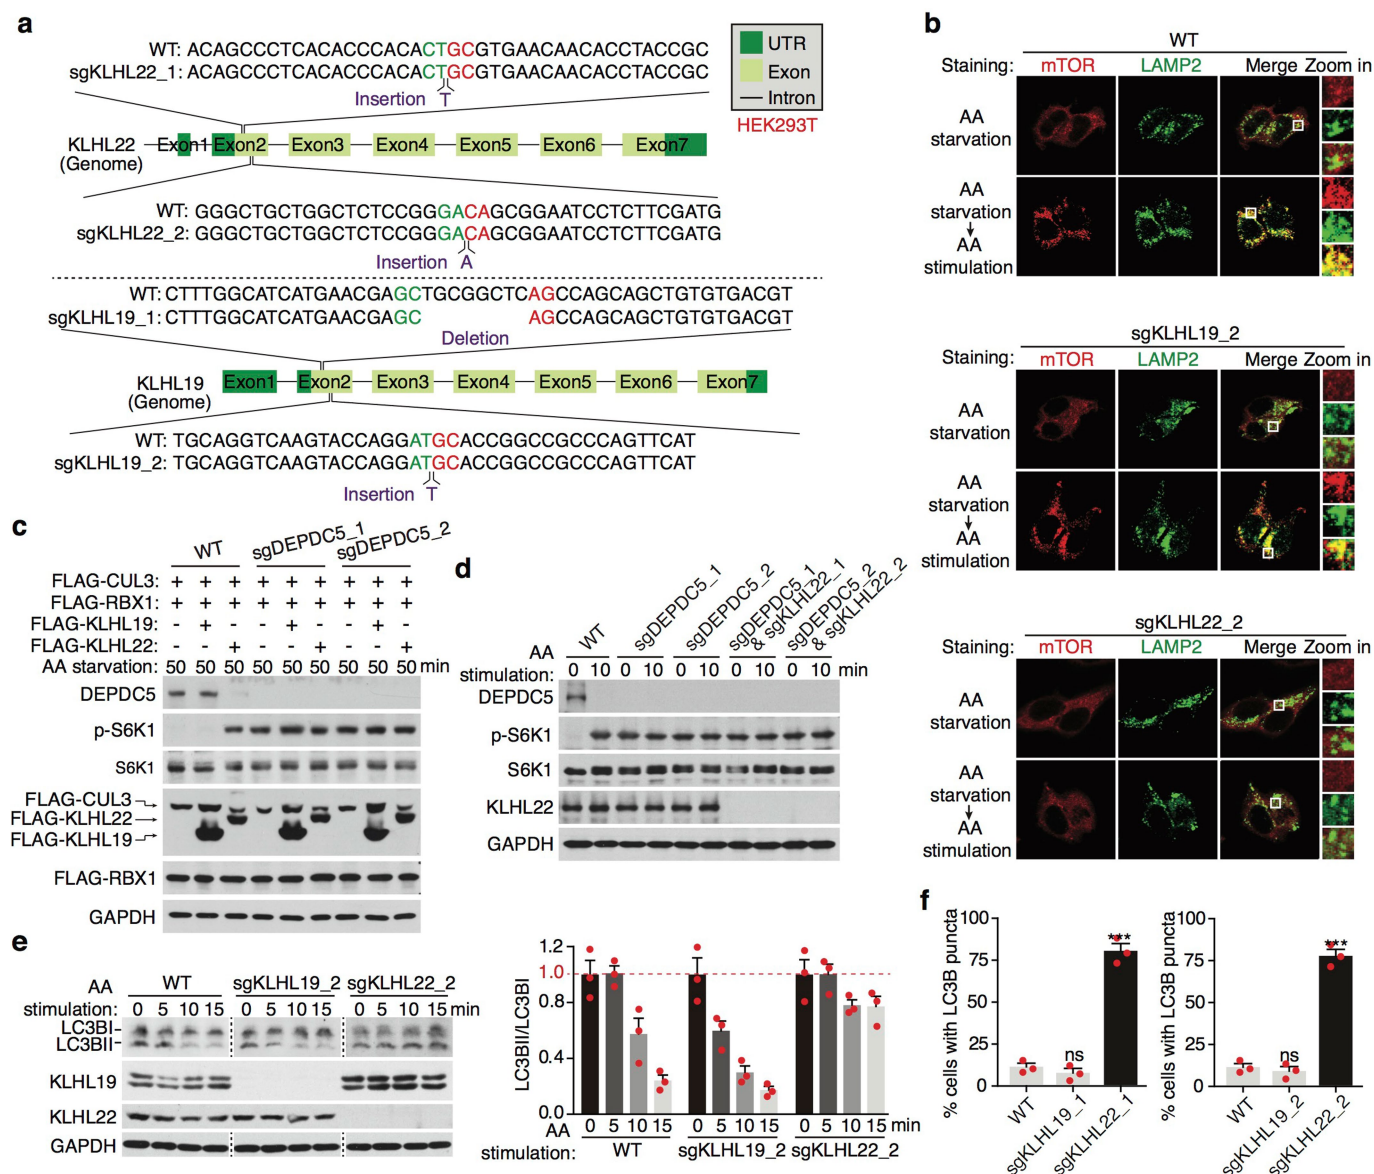 a
WT: ACAGCCCTCACACCCACACTGCGTGAACAACACCTACCGC
sgKLHL22_1: ACAGCCCTCACACCCACACTGCGTGAACAACACCTACCGC
Insertion T
UTR
Exon
Intron
HEK293T
KLHL22
(Genome)
Exon1 Exon2 Exon3 Exon4 Exon5 Exon6 Exon7
WT: GGGCTGCTGGCTCTCCGGGACAGCGGAATCCTCTTCGATG
sgKLHL22_2: GGGCTGCTGGCTCTCCGGGACAGCGGAATCCTCTTCGATG
Insertion A
WT: CTTTGGCATCATGAACGAGCTGCGGCTCAGCCAGCAGCTGTGTGACGT
sgKLHL19_1: CTTTGGCATCATGAACGAGC AGCCAGCAGCTGTGTGACGT
Deletion
KLHL19
(Genome)
Exon1 Exon2 Exon3 Exon4 Exon5 Exon6 Exon7
WT: TGCAGGTCAAGTACCAGGATGCACCGGCCGCCCAGTTCAT
sgKLHL19_2: TGCAGGTCAAGTACCAGGATGCACCGGCCGCCCAGTTCAT
Insertion T
b
WT
Staining: mTOR LAMP2 Merge Zoom in
AA
starvation
AA
starvation
AA
stimulation
sgKLHL19_2
Staining: mTOR LAMP2 Merge Zoom in
AA
starvation
AA
starvation
AA
stimulation
sgKLHL22_2
Staining: mTOR LAMP2 Merge Zoom in
AA
starvation
AA
starvation
AA
stimulation
c
WT sgDEPDC5_1 sgDEPDC5_2
FLAG-CUL3: + + + + + + + + +
FLAG-RBX1: + + + + + + + + +
FLAG-KLHL19: - + - - + - - + -
FLAG-KLHL22: - - + - - + - - +
AA starvation: 50 50 50 50 50 50 50 50 50 min
DEPDC5
p-S6K1
S6K1
FLAG-CUL3
FLAG-KLHL22
FLAG-KLHL19
FLAG-RBX1
GAPDH
d
WT sgDEPDC5_1 sgDEPDC5_2 sgDEPDC5_1 & sgKLHL22_1 sgDEPDC5_2 & sgKLHL22_2
AA
stimulation: 0 10 0 10 0 10 0 10 0 10 min
DEPDC5
p-S6K1
S6K1
KLHL22
GAPDH
e
AA WT sgKLHL19_2 sgKLHL22_2
stimulation: 0 5 10 15 0 5 10 15 0 5 10 15 min
LC3BI
LC3BII
KLHL19
KLHL22
GAPDH
LC3BII/LC3BI
1.2
1.0
0.8
0.4
0.0
0 5 10 15 0 5 10 15 0 5 10 15 min
AA
stimulation: WT sgKLHL19_2 sgKLHL22_2
f
% cells with LC3B puncta
100
75
50
25
0
ns
***
WT sgKLHL19_1 sgKLHL22_1
% cells with LC3B puncta
100
75
50
25
0
ns
***
WT sgKLHL19_2 sgKLHL22_2